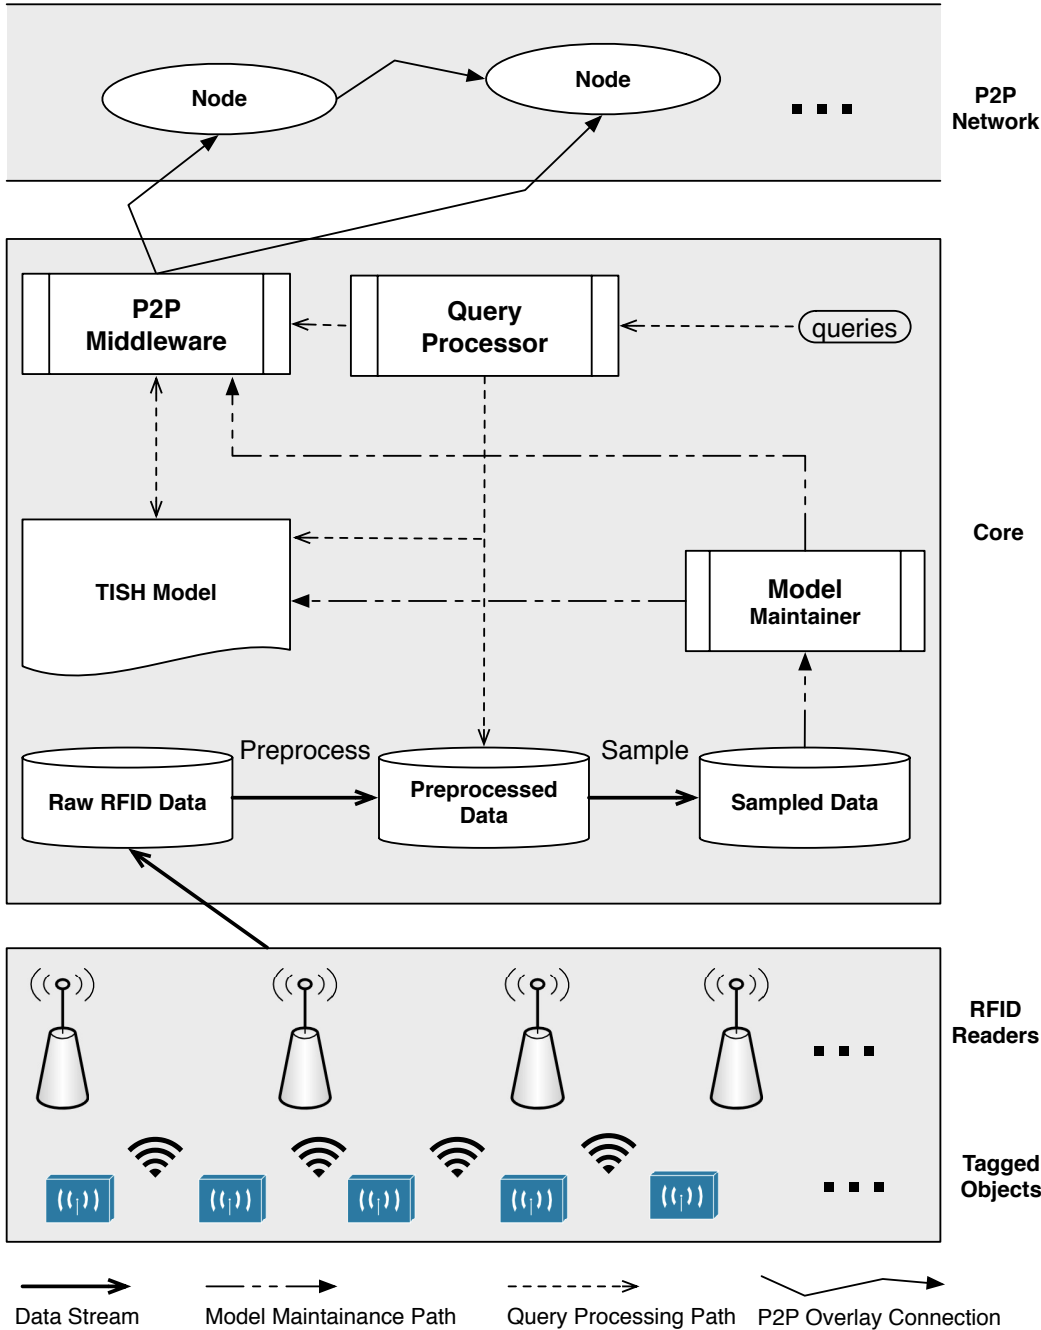 Node
Node
P2P
Network
P2P
Middleware
Query
Processor
queries
Core
TISH Model
Model
Maintainer
Preprocess
Sample
Raw RFID Data
Preprocessed
Data
Sampled Data
RFID
Readers
Tagged
Objects
Data Stream
Model Maintainance Path
Query Processing Path
P2P Overlay Connection